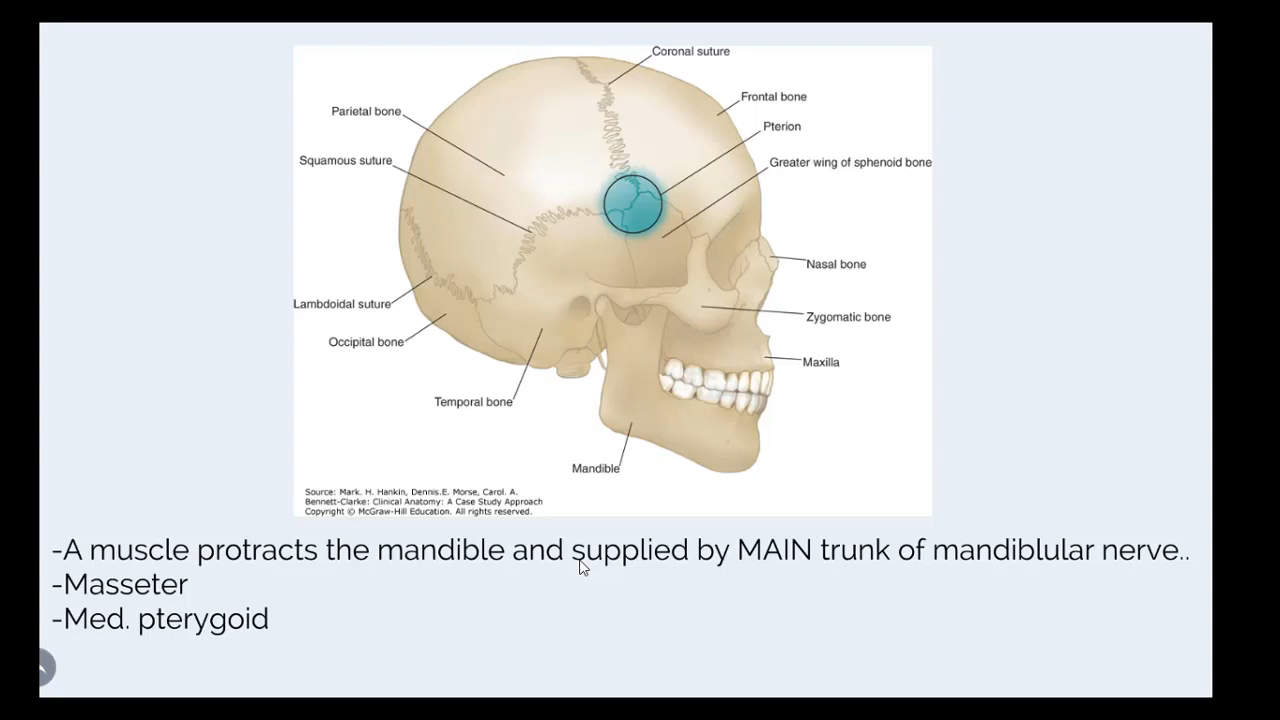 Coronal suture
Frontal bone
Parietal bone
Pterion
Squamous suture
Greater wing of sphenoid bone
Nasal bone
Lambdoidal suture
Zygomatic bone
Occipital bone
Maxilla
Temporal bone
Mandible
Source: Mark. H. Hankin, Dennis.E. Morse, Carol. A.
Bennett-Clarke: Clinical Anatomy: A Case Study Approach
Copyright © McGraw-Hill Education. All rights reserved.
-A muscle protracts the mandible and supplied by MAIN trunk of mandiblular nerve..
-Masseter
-Med. pterygoid